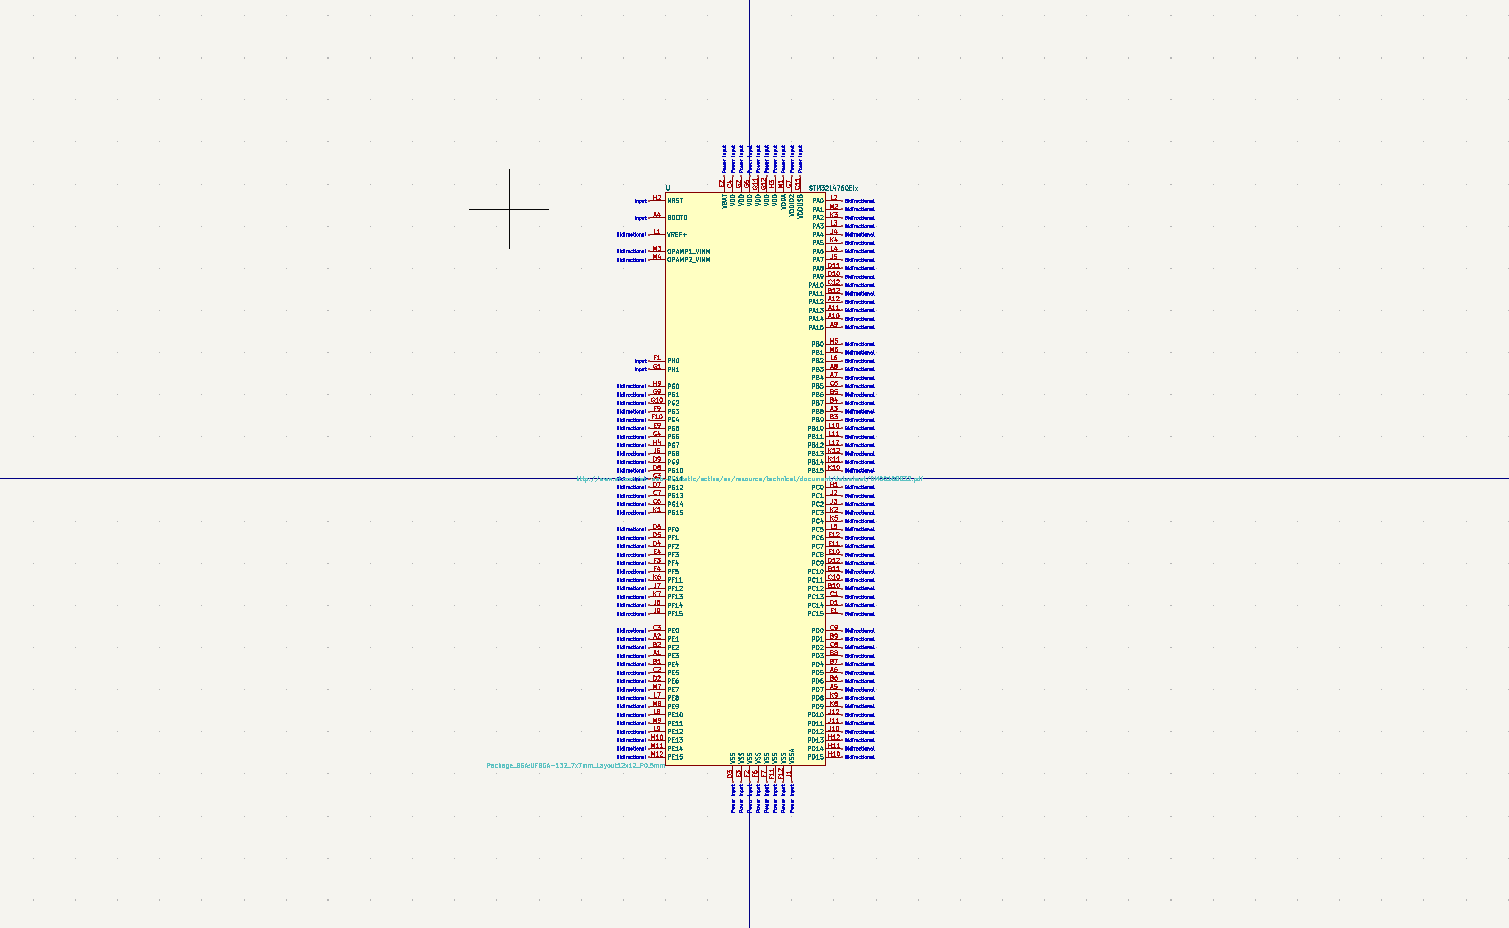 U
STM32L476QEIx
Input H2 NRST
Input A4 BOOT0
Bidirectional L1 VREF+
Bidirectional M3 OPAMP1_VINM
Bidirectional M4 OPAMP2_VINM
Input F1 PH0
Input G1 PH1
Bidirectional H9 PG0
Bidirectional G9 PG1
Bidirectional G10 PG2
Bidirectional F9 PG3
Bidirectional F10 PG4
Bidirectional E9 PG5
Bidirectional G4 PG6
Bidirectional H4 PG7
Bidirectional J6 PG8
Bidirectional D9 PG9
Bidirectional D8 PG10
G3 PG11
Bidirectional D7 PG12
Bidirectional C7 PG13
Bidirectional C6 PG14
Bidirectional K1 PG15
Bidirectional D6 PF0
Bidirectional D5 PF1
Bidirectional D4 PF2
Bidirectional E4 PF3
Bidirectional F3 PF4
Bidirectional F4 PF5
Bidirectional K6 PF11
Bidirectional J7 PF12
Bidirectional K7 PF13
Bidirectional J8 PF14
Bidirectional J9 PF15
Bidirectional C3 PE0
Bidirectional A2 PE1
Bidirectional B2 PE2
Bidirectional A1 PE3
Bidirectional B1 PE4
Bidirectional C2 PE5
Bidirectional D2 PE6
Bidirectional M7 PE7
Bidirectional L7 PE8
Bidirectional M8 PE9
Bidirectional L8 PE10
Bidirectional M9 PE11
Bidirectional L9 PE12
Bidirectional M10 PE13
Bidirectional M11 PE14
Bidirectional M12 PE15
Power input E2 VBAT
Power input C4 VDD
Power input G2 VDD
Power input G6 VDD
Power input G11 VDD
Power input G12 VDD
Power input H3 VDD
Power input M1 VDDA
Power input G7 VDDIO2
Power input C11 VDDUSB
PA0 L2 Bidirectional
PA1 M2 Bidirectional
PA2 K3 Bidirectional
PA3 L3 Bidirectional
PA4 J4 Bidirectional
PA5 K4 Bidirectional
PA6 L4 Bidirectional
PA7 J5 Bidirectional
PA8 D11 Bidirectional
PA9 D10 Bidirectional
PA10 C12 Bidirectional
PA11 B12 Bidirectional
PA12 A12 Bidirectional
PA13 A11 Bidirectional
PA14 A10 Bidirectional
PA15 A9 Bidirectional
PB0 M5 Bidirectional
PB1 M6 Bidirectional
PB2 L6 Bidirectional
PB3 A8 Bidirectional
PB4 A7 Bidirectional
PB5 C5 Bidirectional
PB6 B5 Bidirectional
PB7 B4 Bidirectional
PB8 A3 Bidirectional
PB9 B3 Bidirectional
PB10 L10 Bidirectional
PB11 L11 Bidirectional
PB12 L12 Bidirectional
PB13 K12 Bidirectional
PB14 K11 Bidirectional
PB15 K10 Bidirectional
PC0 H1 Bidirectional
PC1 J2 Bidirectional
PC2 J3 Bidirectional
PC3 K2 Bidirectional
PC4 K5 Bidirectional
PC5 L5 Bidirectional
PC6 E12 Bidirectional
PC7 E11 Bidirectional
PC8 E10 Bidirectional
PC9 D12 Bidirectional
PC10 B11 Bidirectional
PC11 C10 Bidirectional
PC12 B10 Bidirectional
PC13 C1 Bidirectional
PC14 D1 Bidirectional
PC15 E1 Bidirectional
PD0 C9 Bidirectional
PD1 B9 Bidirectional
PD2 C8 Bidirectional
PD3 B8 Bidirectional
PD4 B7 Bidirectional
PD5 A6 Bidirectional
PD6 B6 Bidirectional
PD7 A5 Bidirectional
PD8 K9 Bidirectional
PD9 K8 Bidirectional
PD10 J12 Bidirectional
PD11 J11 Bidirectional
PD12 J10 Bidirectional
PD13 H12 Bidirectional
PD14 H11 Bidirectional
PD15 H10 Bidirectional
Package_BGA:UFBGA-132_7x7mm_Layout12x12_P0.5mm
VSS D3 Power input
VSS E3 Power input
VSS F2 Power input
VSS F6 Power input
VSS F7 Power input
VSS F11 Power input
VSS F12 Power input
VSSA J1 Power input